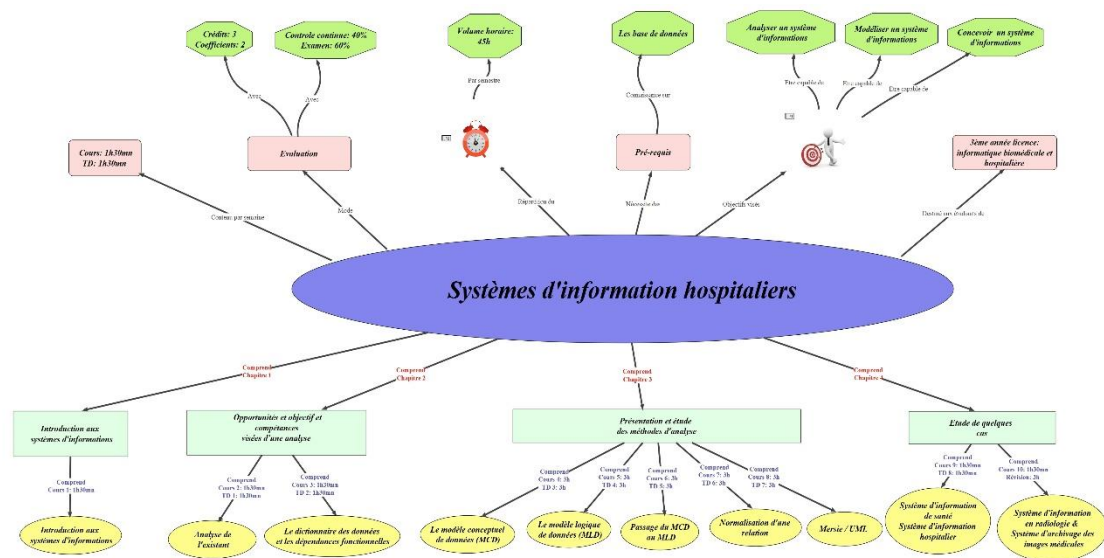 Crédits: 3
Coefficients: 2
Controle continue: 40%
Examen: 60%
Volume horaire:
45h
Les base de données
Analyser un système
d'informations
Modéliser un système
d'informations
Concevoir un système
d'informations
Avec
Avec
Par semestre
Connaissance sur
Etre capable de
Etre capable de
Etre capable de
Cours: 1h30mn
TD: 1h30mn
Evaluation
Pré-requis
3ème année licence:
informatique biomédicale et
hospitalière
Contenu par semaine
Mode
Répartition du
Nécessite des
Objectifs visés
Destiné aux étudiants de
Systèmes d'information hospitaliers
Comprend
Chapitre 1
Comprend
Chapitre 2
Comprend
Chapitre 3
Comprend
Chapitre 4
Introduction aux
systèmes d'informations
Opportunités et objectif et
compétances
visées d'une analyse
Présentation et étude
des méthodes d'analyse
Etude de quelques
cas
Comprend
Cours 1: 1h30mn
Comprend
Cours 2: 1h30mn
TD 1: 1h30mn
Comprend
Cours 3: 1h30mn
TD 2: 1h30mn
Comprend
Cours 4: 3h
TD 3: 3h
Comprend
Cours 5: 3h
TD 4: 3h
Comprend
Cours 6: 3h
TD 5: 3h
Comprend
Cours 7: 3h
TD 6: 3h
Comprend
Cours 8: 3h
TD 7: 3h
Comprend
Cours 9: 1h30mn
TD 8: 1h30mn
Comprend
Cours 10: 1h30mn
Révision: 3h
Introduction aux
systèmes d'informations
Analyse de
l'existent
Le dictionnaire des données
et les dépendances fonctionnelles
Le modèle conceptuel
de données (MCD)
Le modèle logique
de données (MLD)
Passage du MCD
au MLD
Normalisation d'une
relation
Mersie / UML
Système d'information
de santé
Système d'information
hospitalier
Système d'information
en radiologie &
Système d'archivage des
images médicales